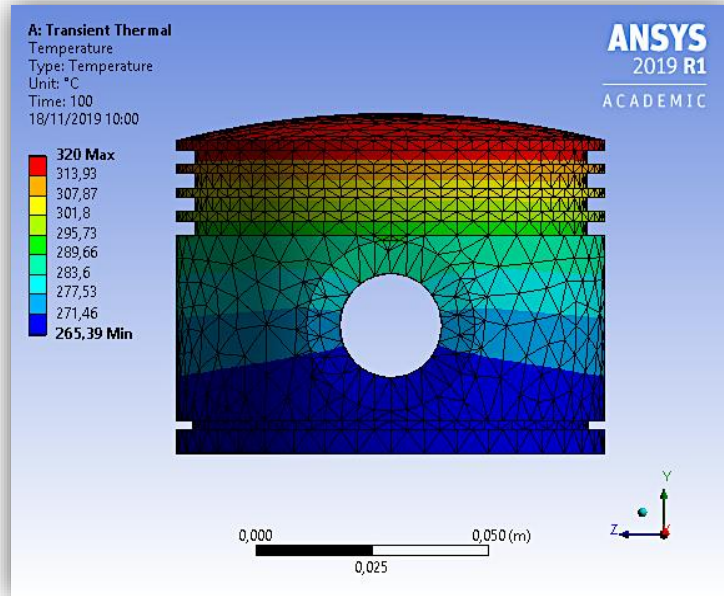 A: Transient Thermal
Temperature
Type: Temperature
Unit: °C
Time: 100
18/11/2019 10:00
ANSYS
2019 R1
ACADEMIC
320 Max
313,93
307,87
301,8
295,73
289,66
283,6
277,53
271,46
265,39 Min
0,000
0,050 (m)
0,025
Y
Z